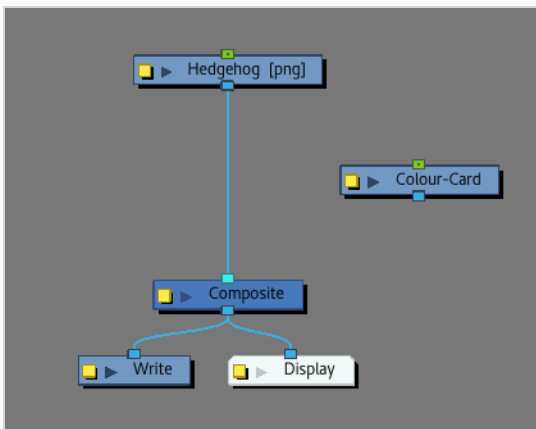 Hedgehog [png]
Colour-Card
Composite
Write
Display